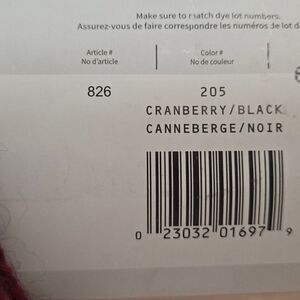 Make sure to match dye lot numbers.
Assurez-vous de faire correspondre les numéros de lot d
Article # Color #
No d'article No de couleur
826 205
CRANBERRY/BLACK
CANNEBERGE/NOIR
0 23032 01697 9